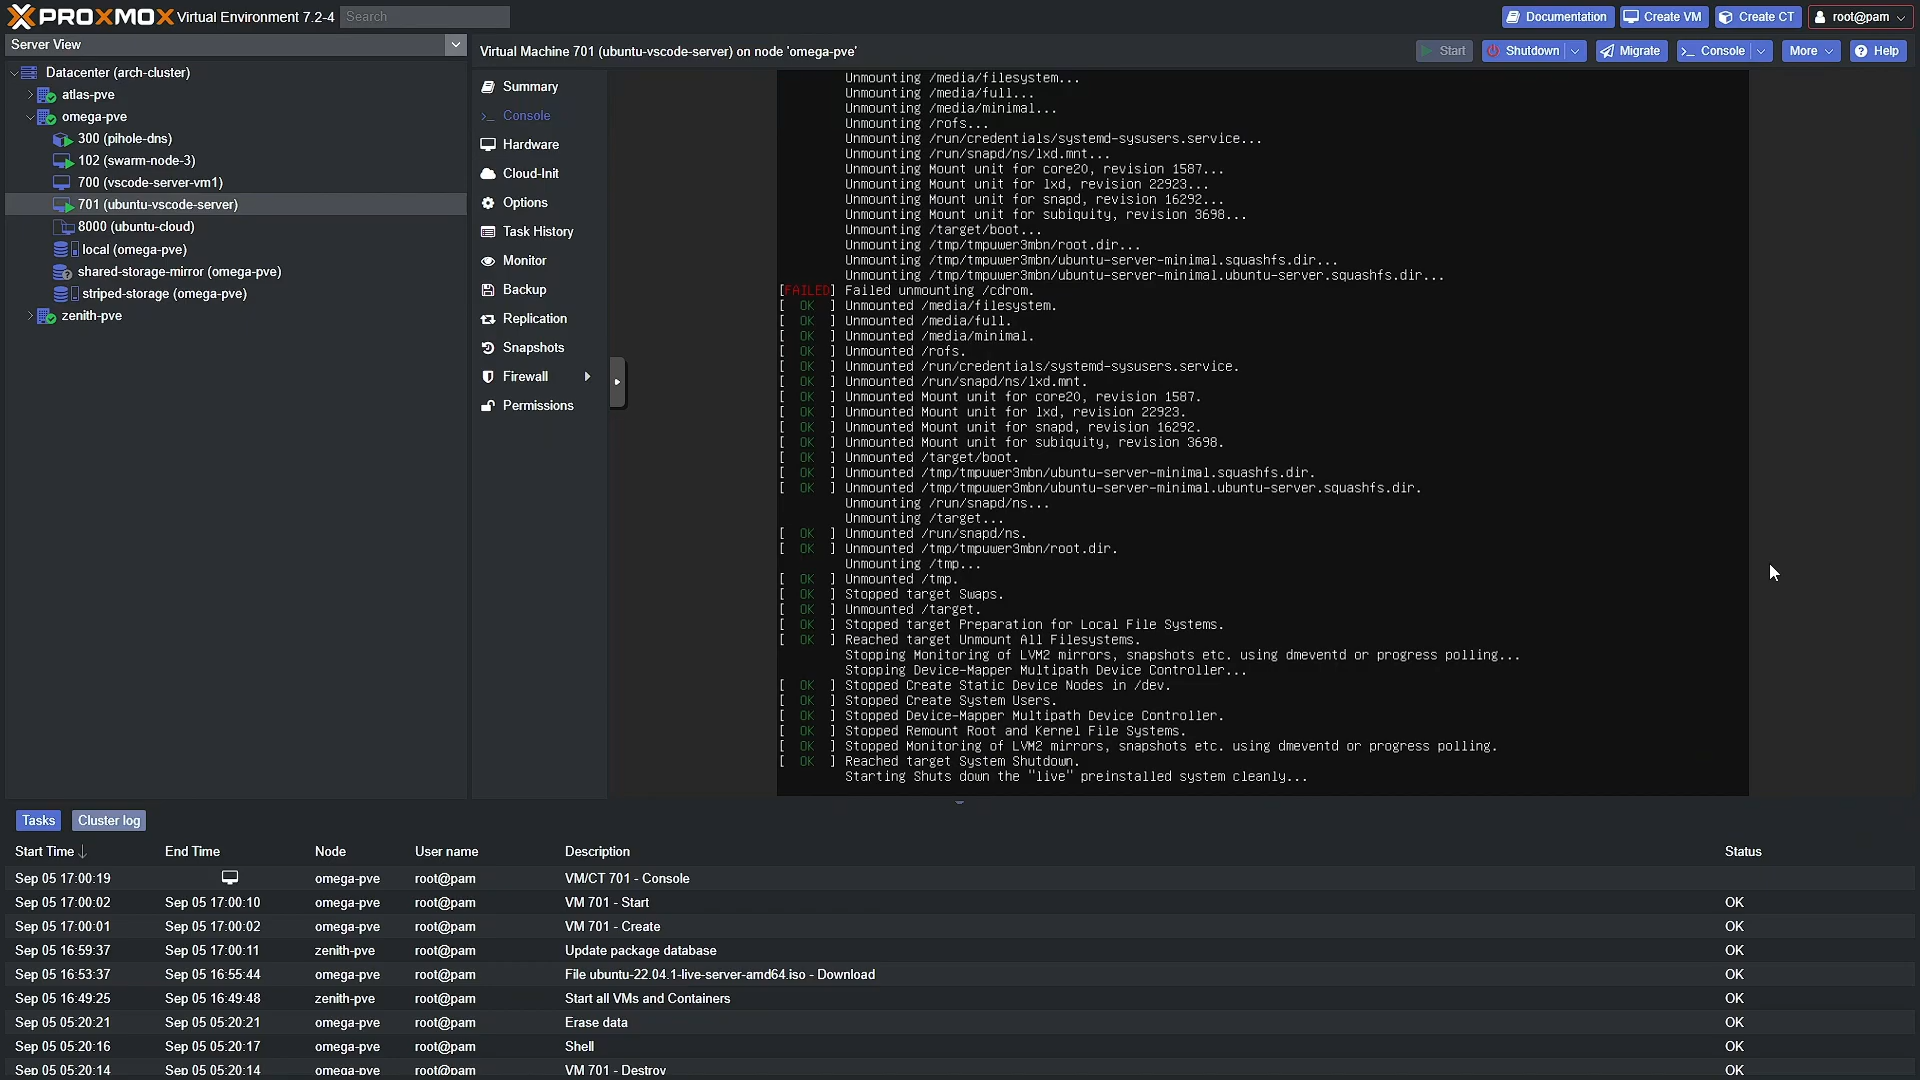 PROXMOX Virtual Environment 7.2-4 Search
Documentation Create VM Create CT root@pam
Server View
Virtual Machine 701 (ubuntu-vscode-server) on node 'omega-pve'
Start Shutdown Migrate Console More Help
Datacenter (arch-cluster)
atlas-pve
omega-pve
300 (pihole-dns)
102 (swarm-node-3)
700 (vscode-server-vm1)
701 (ubuntu-vscode-server)
8000 (ubuntu-cloud)
local (omega-pve)
shared-storage-mirror (omega-pve)
striped-storage (omega-pve)
zenith-pve
Summary
Console
Hardware
Cloud-Init
Options
Task History
Monitor
Backup
Replication
Snapshots
Firewall
Permissions
Unmounting /media/filesystem...
Unmounting /media/full...
Unmounting /media/minimal...
Unmounting /rofs...
Unmounting /run/credentials/systemd-sysusers.service...
Unmounting /run/snapd/ns/lxd.mnt...
Unmounting Mount unit for core20, revision 1587...
Unmounting Mount unit for lxd, revision 22923...
Unmounting Mount unit for snapd, revision 16292...
Unmounting Mount unit for subiquity, revision 3698...
Unmounting /target/boot...
Unmounting /tmp/tmpuwer3mbn/root.dir...
Unmounting /tmp/tmpuwer3mbn/ubuntu-server-minimal.squashfs.dir...
Unmounting /tmp/tmpuwer3mbn/ubuntu-server-minimal.ubuntu-server.squashfs.dir...
[FAILED] Failed unmounting /cdrom.
[  OK  ] Unmounted /media/filesystem.
[  OK  ] Unmounted /media/full.
[  OK  ] Unmounted /media/minimal.
[  OK  ] Unmounted /rofs.
[  OK  ] Unmounted /run/credentials/systemd-sysusers.service.
[  OK  ] Unmounted /run/snapd/ns/lxd.mnt.
[  OK  ] Unmounted Mount unit for core20, revision 1587.
[  OK  ] Unmounted Mount unit for lxd, revision 22923.
[  OK  ] Unmounted Mount unit for snapd, revision 16292.
[  OK  ] Unmounted Mount unit for subiquity, revision 3698.
[  OK  ] Unmounted /target/boot.
[  OK  ] Unmounted /tmp/tmpuwer3mbn/ubuntu-server-minimal.squashfs.dir.
[  OK  ] Unmounted /tmp/tmpuwer3mbn/ubuntu-server-minimal.ubuntu-server.squashfs.dir.
Unmounting /run/snapd/ns...
Unmounting /target...
[  OK  ] Unmounted /run/snapd/ns.
[  OK  ] Unmounted /tmp/tmpuwer3mbn/root.dir.
Unmounting /tmp...
[  OK  ] Unmounted /tmp.
[  OK  ] Stopped target Swaps.
[  OK  ] Unmounted /target.
[  OK  ] Stopped target Preparation for Local File Systems.
[  OK  ] Reached target Unmount All Filesystems.
Stopping Monitoring of LVM2 mirrors, snapshots etc. using dmeventd or progress polling...
Stopping Device-Mapper Multipath Device Controller...
[  OK  ] Stopped Create Static Device Nodes in /dev.
[  OK  ] Stopped Create System Users.
[  OK  ] Stopped Device-Mapper Multipath Device Controller.
[  OK  ] Stopped Remount Root and Kernel File Systems.
[  OK  ] Stopped Monitoring of LVM2 mirrors, snapshots etc. using dmeventd or progress polling.
[  OK  ] Reached target System Shutdown.
Starting Shuts down the "live" preinstalled system cleanly...
Tasks Cluster log
Start Time End Time Node User name Description Status
Sep 05 17:00:19 omega-pve root@pam VM/CT 701 - Console
Sep 05 17:00:02 Sep 05 17:00:10 omega-pve root@pam VM 701 - Start OK
Sep 05 17:00:01 Sep 05 17:00:02 omega-pve root@pam VM 701 - Create OK
Sep 05 16:59:37 Sep 05 17:00:11 zenith-pve root@pam Update package database OK
Sep 05 16:53:37 Sep 05 16:55:44 omega-pve root@pam File ubuntu-22.04.1-live-server-amd64.iso - Download OK
Sep 05 16:49:25 Sep 05 16:49:48 zenith-pve root@pam Start all VMs and Containers OK
Sep 05 05:20:21 Sep 05 05:20:21 omega-pve root@pam Erase data OK
Sep 05 05:20:16 Sep 05 05:20:17 omega-pve root@pam Shell OK
Sep 05 05:20:14 Sep 05 05:20:14 omega-pve root@pam VM 701 - Destroy OK